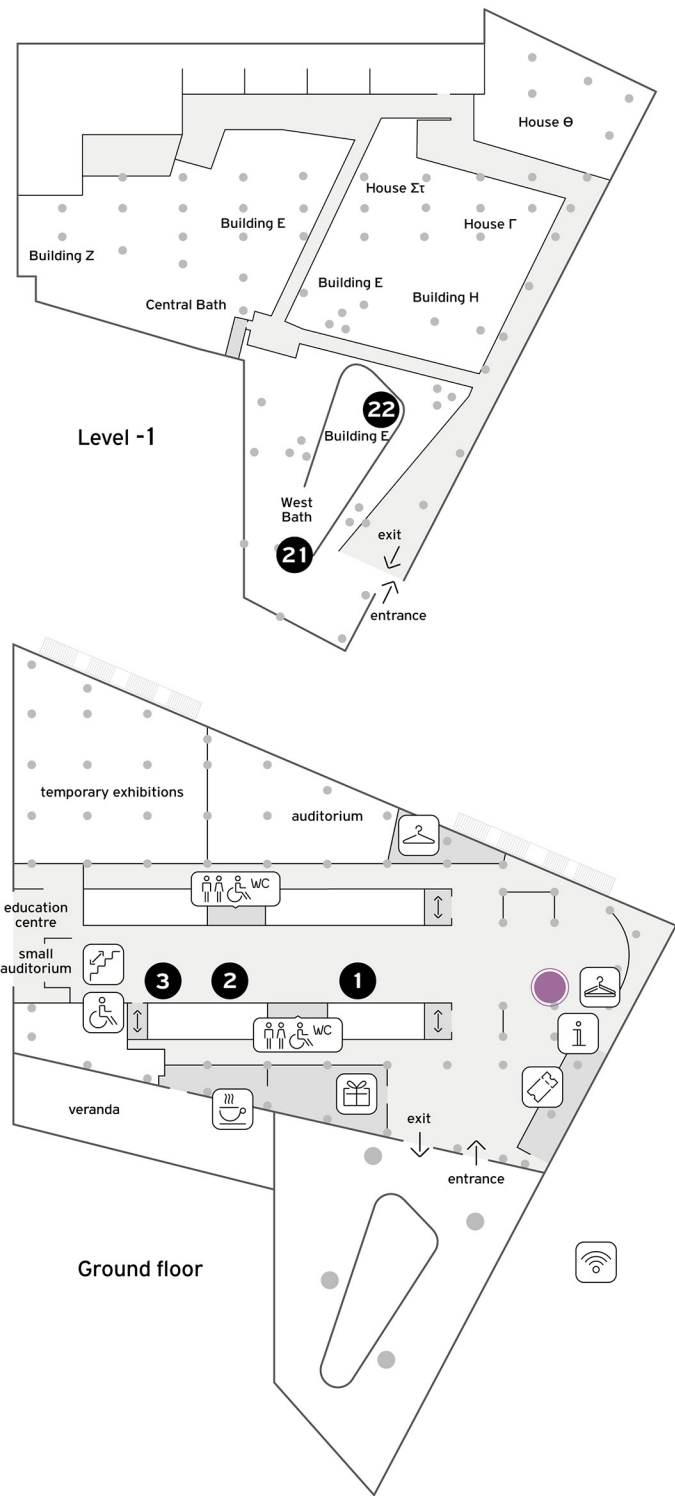 House Θ
House Στ
Building E
House Γ
Building Z
Building E
Building H
Central Bath
22
Level -1
Building E
West
Bath
exit
21
entrance
temporary exhibitions
auditorium
WC
education
centre
small
auditorium
3
2
1
WC
veranda
exit
entrance
Ground floor